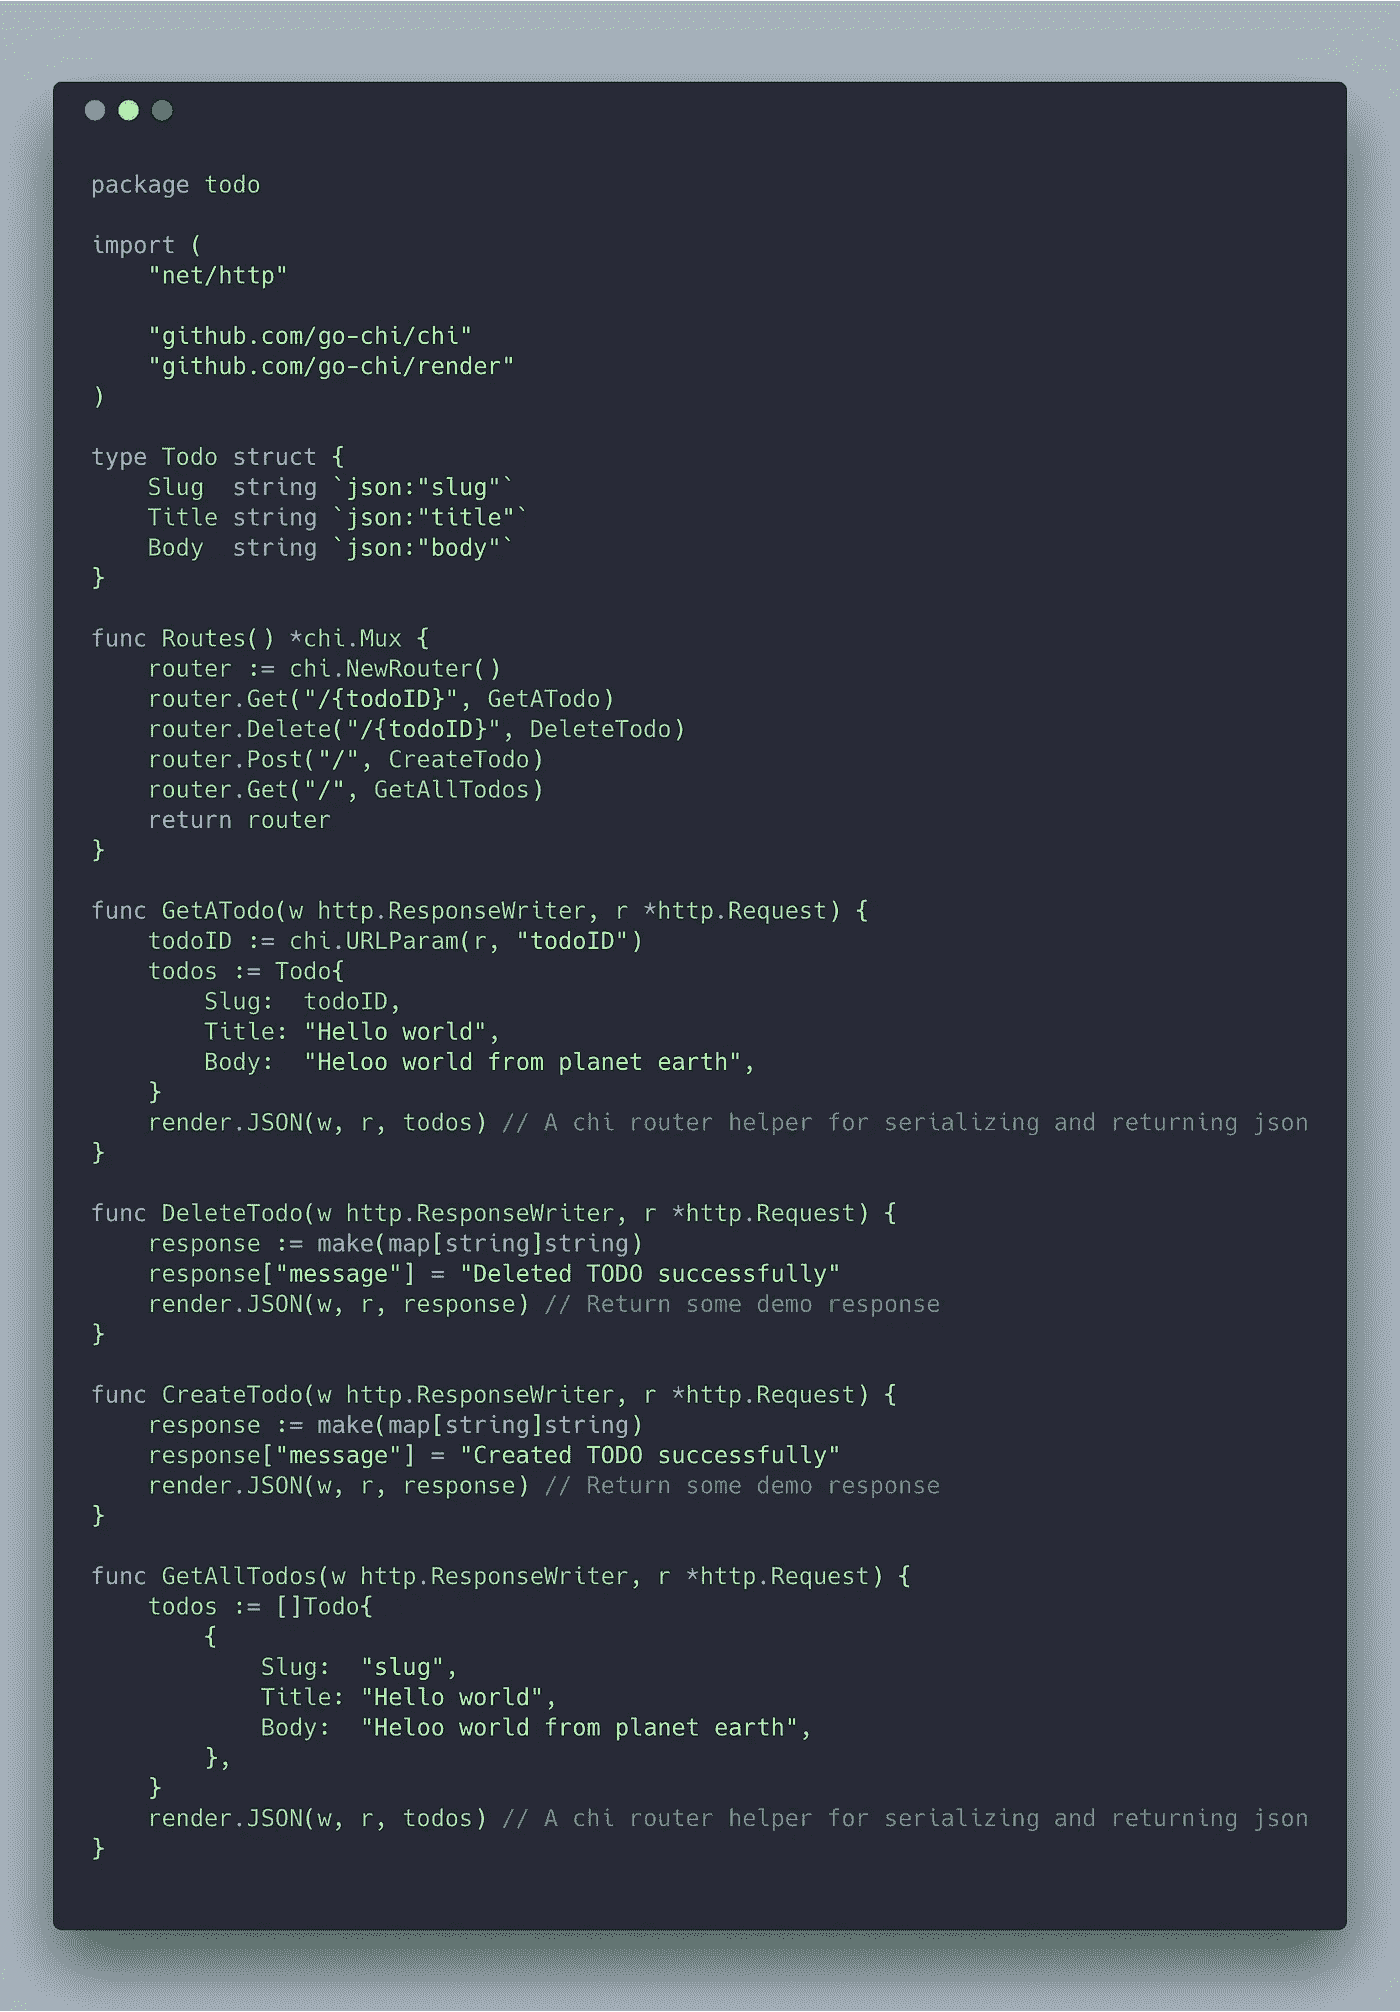 package todo
import (
"net/http"
"github.com/go-chi/chi"
"github.com/go-chi/render"
)
type Todo struct {
Slug  string `json:"slug"`
Title string `json:"title"`
Body  string `json:"body"`
}
func Routes() *chi.Mux {
router := chi.NewRouter()
router.Get("/{todoID}", GetATodo)
router.Delete("/{todoID}", DeleteTodo)
router.Post("/", CreateTodo)
router.Get("/", GetAllTodos)
return router
}
func GetATodo(w http.ResponseWriter, r *http.Request) {
todoID := chi.URLParam(r, "todoID")
todos := Todo{
Slug:  todoID,
Title: "Hello world",
Body:  "Heloo world from planet earth",
}
render.JSON(w, r, todos) // A chi router helper for serializing and returning json
}
func DeleteTodo(w http.ResponseWriter, r *http.Request) {
response := make(map[string]string)
response["message"] = "Deleted TODO successfully"
render.JSON(w, r, response) // Return some demo response
}
func CreateTodo(w http.ResponseWriter, r *http.Request) {
response := make(map[string]string)
response["message"] = "Created TODO successfully"
render.JSON(w, r, response) // Return some demo response
}
func GetAllTodos(w http.ResponseWriter, r *http.Request) {
todos := []Todo{
{
Slug:  "slug",
Title: "Hello world",
Body:  "Heloo world from planet earth",
},
}
render.JSON(w, r, todos) // A chi router helper for serializing and returning json
}